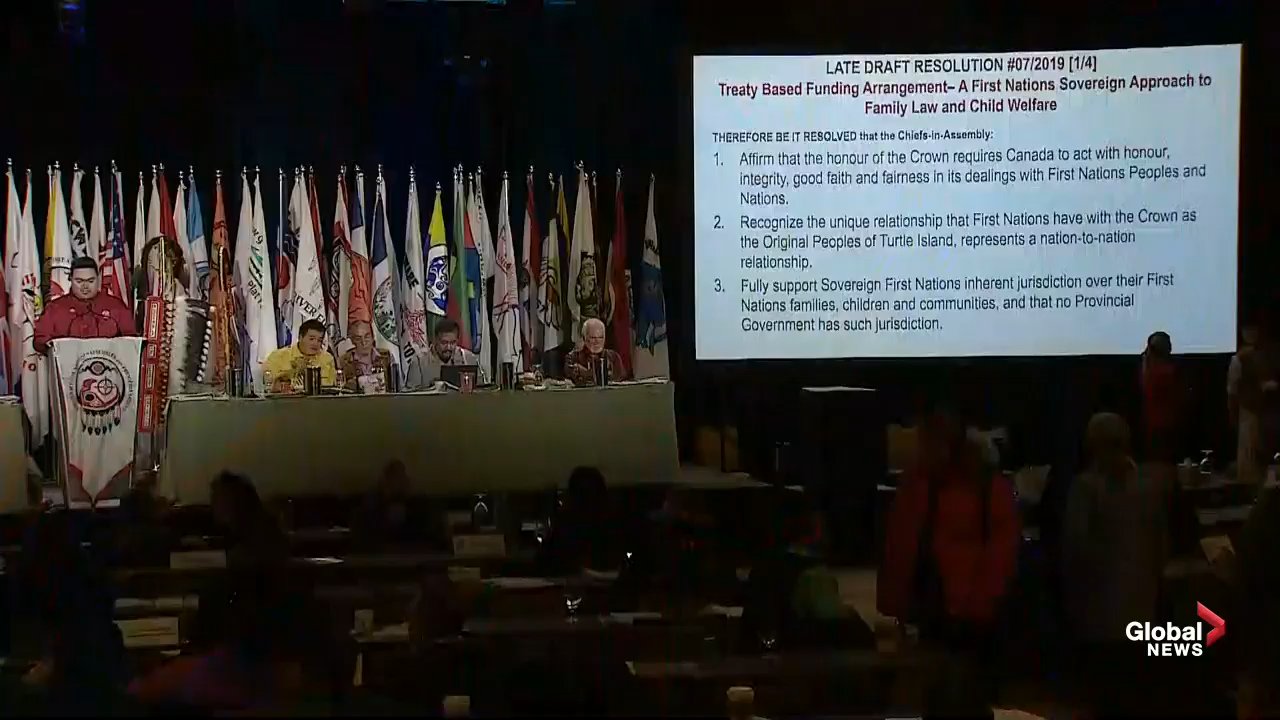 LATE DRAFT RESOLUTION #07/2019 [1/4]
Treaty Based Funding Arrangement– A First Nations Sovereign Approach to
Family Law and Child Welfare
THEREFORE BE IT RESOLVED that the Chiefs-in-Assembly:
1. Affirm that the honour of the Crown requires Canada to act with honour,
integrity, good faith and fairness in its dealings with First Nations Peoples and
Nations.
2. Recognize the unique relationship that First Nations have with the Crown as
the Original Peoples of Turtle Island, represents a nation-to-nation
relationship.
3. Fully support Sovereign First Nations inherent jurisdiction over their First
Nations families, children and communities, and that no Provincial
Government has such jurisdiction.
Global
NEWS